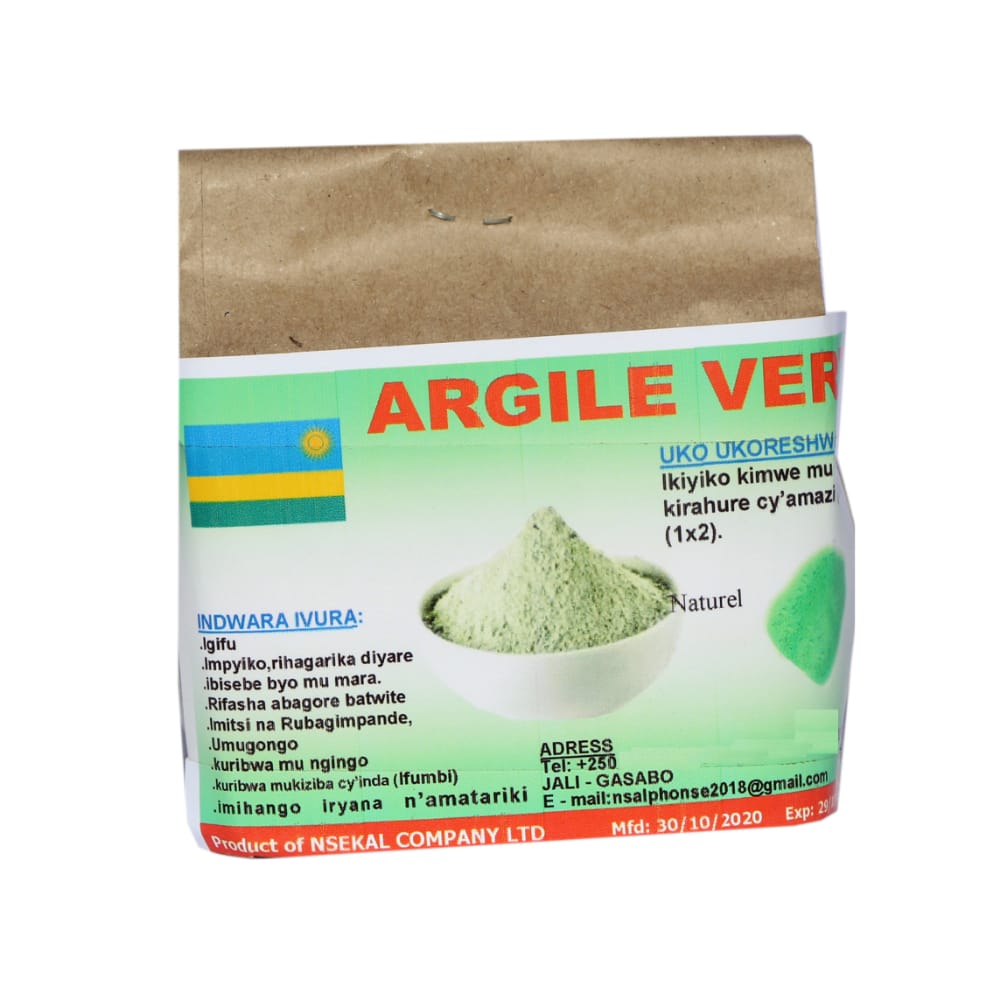 ARGILE VER
UKO UKORESHW
Ikiyiko kimwe mu
kirahure cy'amazi
(1x2).
Naturel
INDWARA IVURA:
.Igifu
.Impyiko,rihagarika diyare
.ibisebe byo mu mara.
.Rifasha abagore batwite
.Imitsi na Rubagimpande,
.Umugongo
.kuribwa mu ngingo
.kuribwa mukiziba cy'inda (Ifumbi)
.imihango iryana n'amatariki
ADRESS
Tel: +250
JALI - GASABO
E - mail:nsalphonse2018@gmail.com
Product of NSEKAL COMPANY LTD
Mfd: 30/10/2020
Exp: 29/